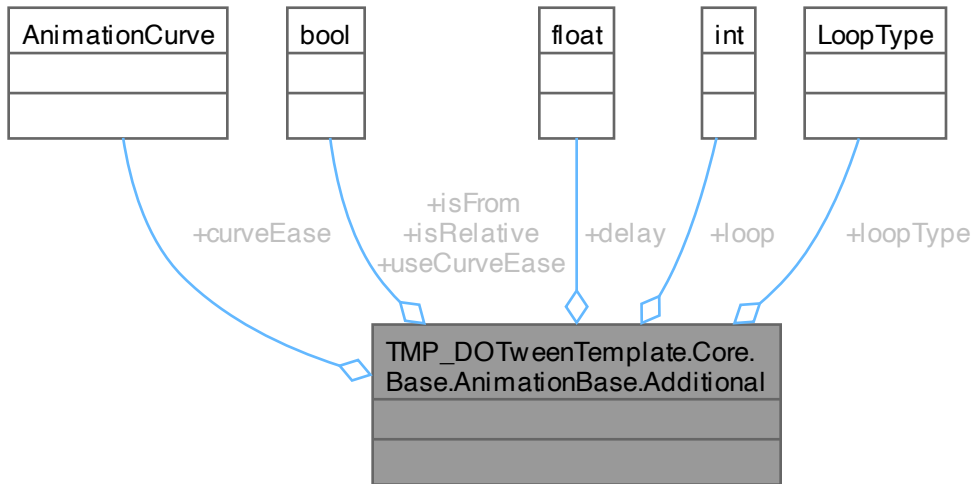 AnimationCurve
bool
float
int
LoopType
+curveEase
+isFrom
+isRelative
+useCurveEase
+delay
+loop
+loopType
TMP_DOTweenTemplate.Core.
Base.AnimationBase.Additional